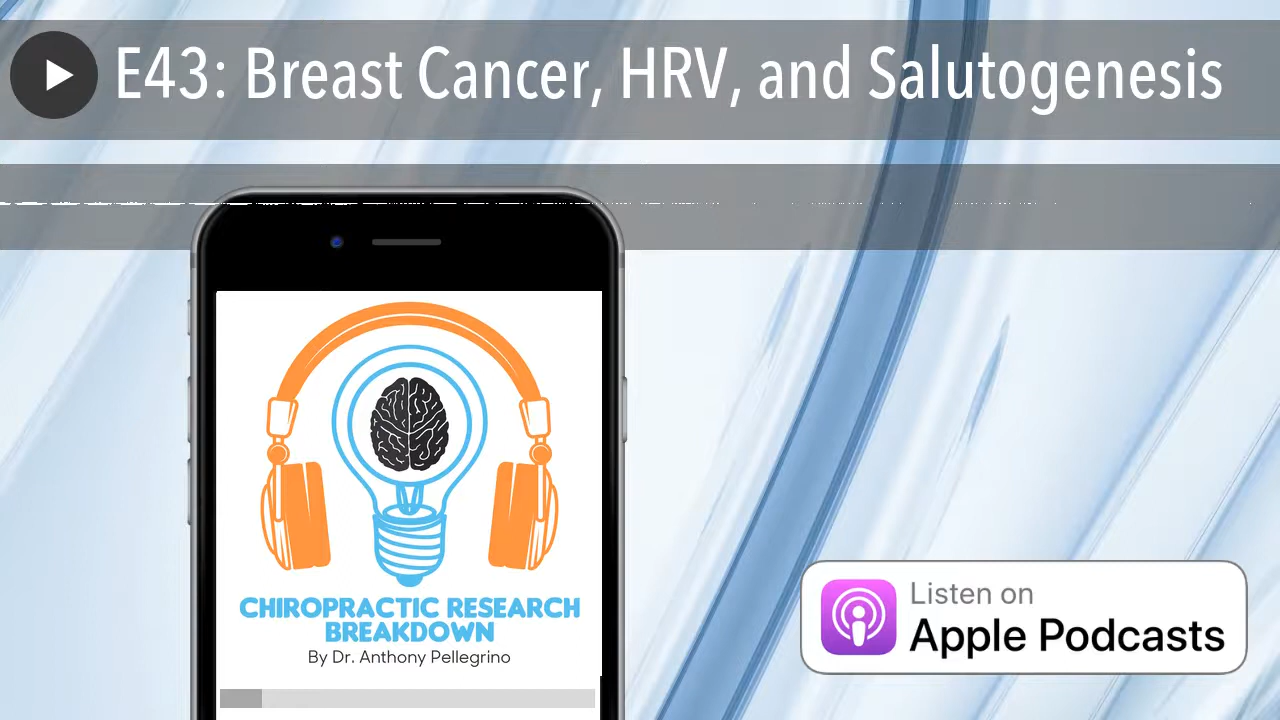 E43: Breast Cancer, HRV, and Salutogenesis
CHIROPRACTIC RESEARCH
BREAKDOWN
By Dr. Anthony Pellegrino
Listen on
Apple Podcasts